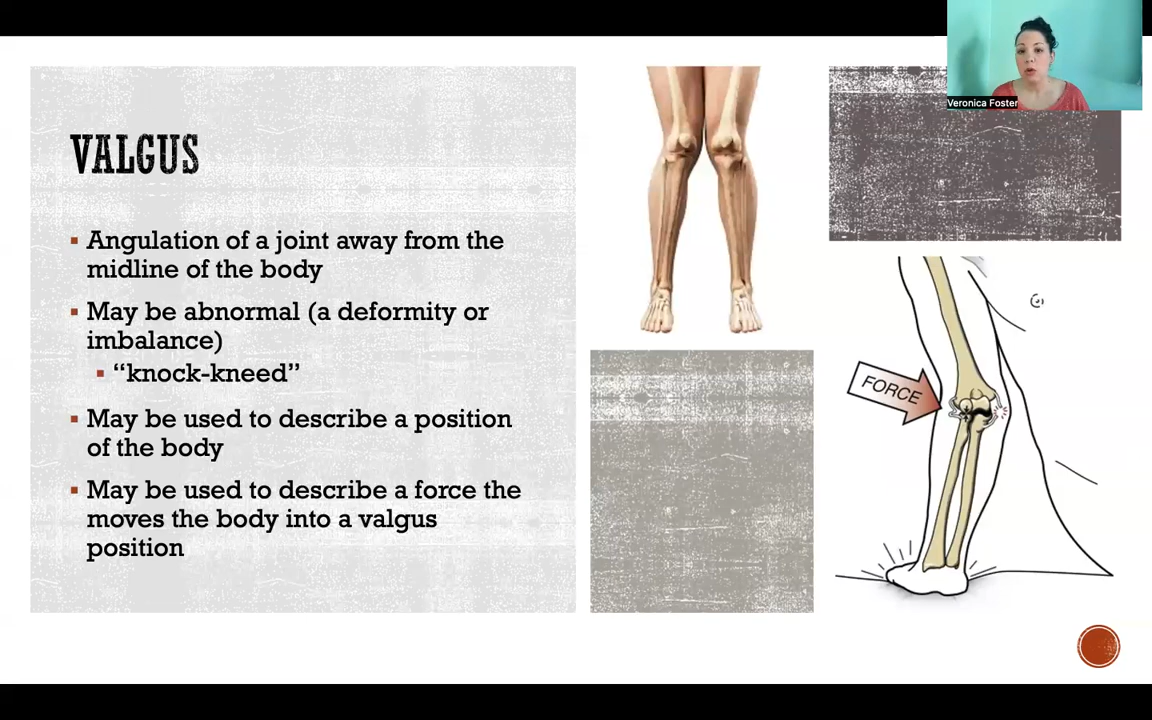 Veronica Foster
VALGUS
▪ Angulation of a joint away from the
midline of the body
▪ May be abnormal (a deformity or
imbalance)
▪ “knock-kneed”
▪ May be used to describe a position
of the body
▪ May be used to describe a force the
moves the body into a valgus
position
FORCE